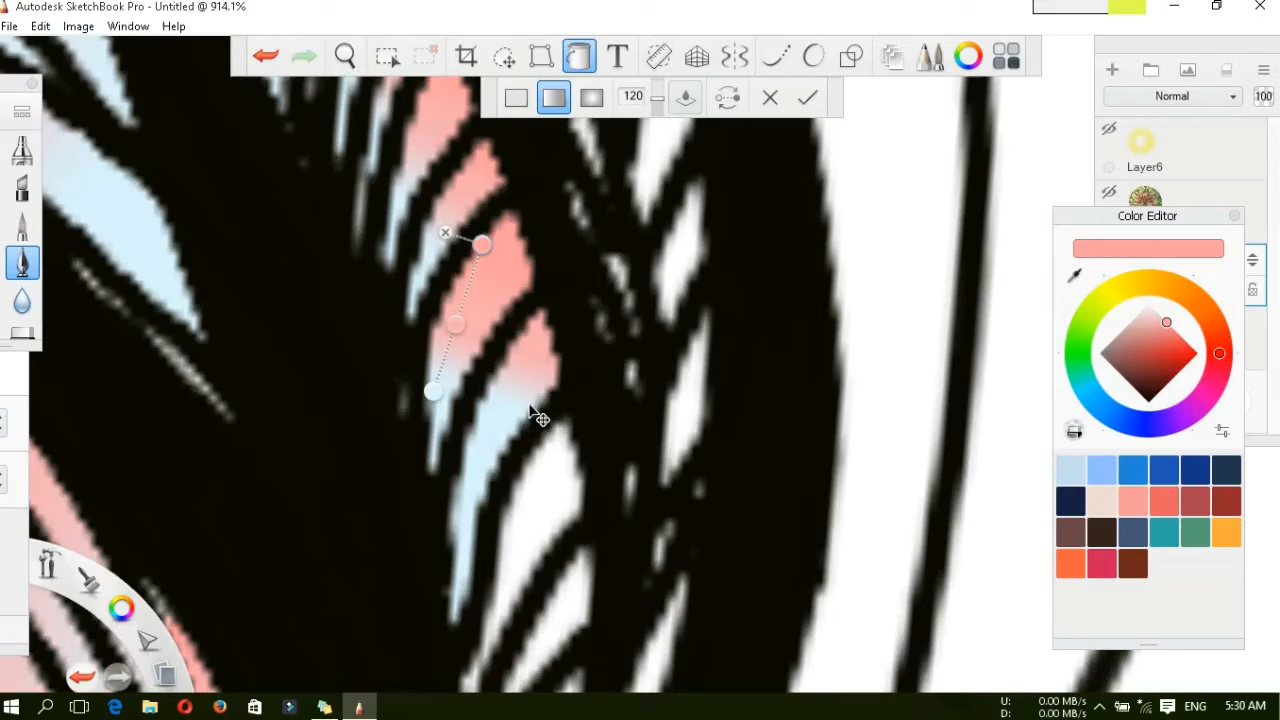 Autodesk SketchBook Pro - Untitled @ 914.1%
File Edit Image Window Help
T
120
Normal 100
Layer6
Color Editor
U: 0.00 MB/s
D: 0.00 MB/s
ENG 5:30 AM